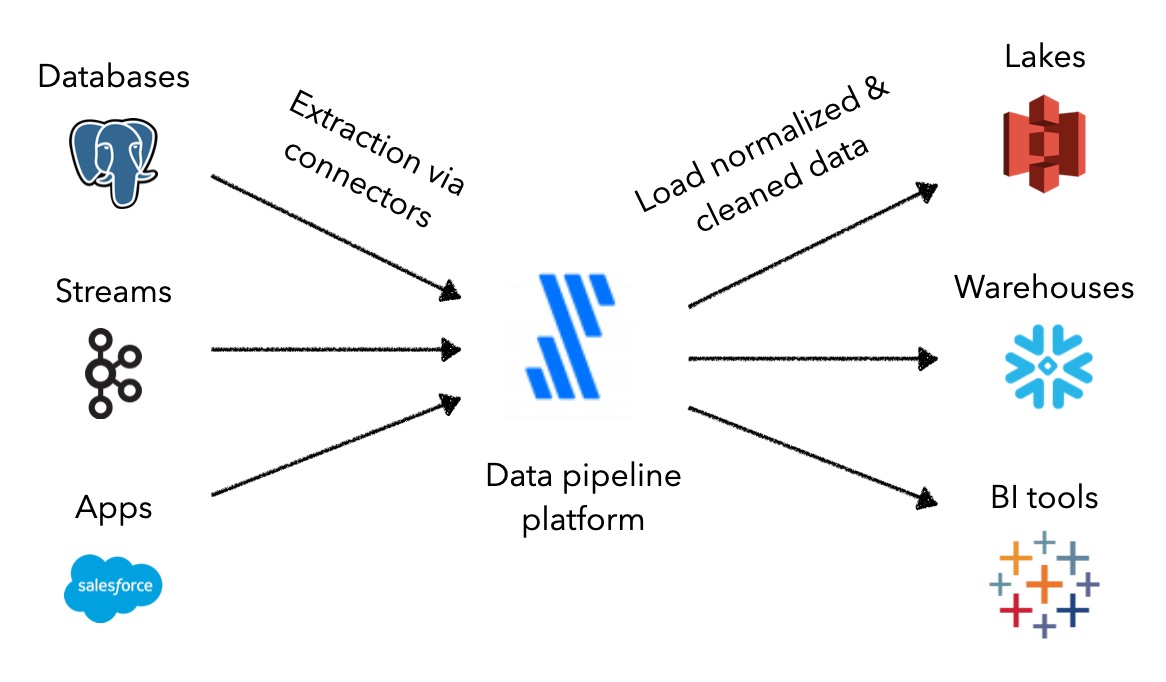 Databases
Extraction via
connectors
Load normalized &
cleaned data
Lakes
Streams
Warehouses
Apps
salesforce
Data pipeline
platform
BI tools